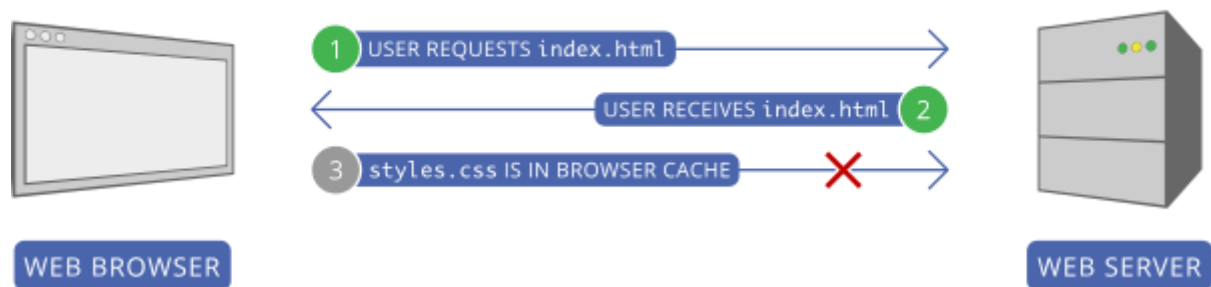 1 USER REQUESTS index.html
USER RECEIVES index.html 2
3 styles.css IS IN BROWSER CACHE
WEB BROWSER
WEB SERVER